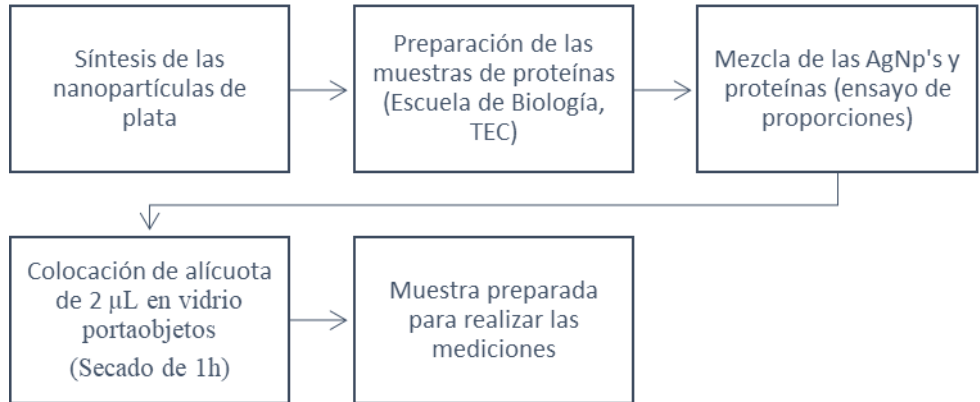 Síntesis de las
nanopartículas de
plata
Preparación de las
muestras de proteínas
(Escuela de Biología,
TEC)
Mezcla de las AgNp's y
proteínas (ensayo de
proporciones)
Colocación de alícuota
de 2 µL en vidrio
portaobjetos
(Secado de 1h)
Muestra preparada
para realizar las
mediciones